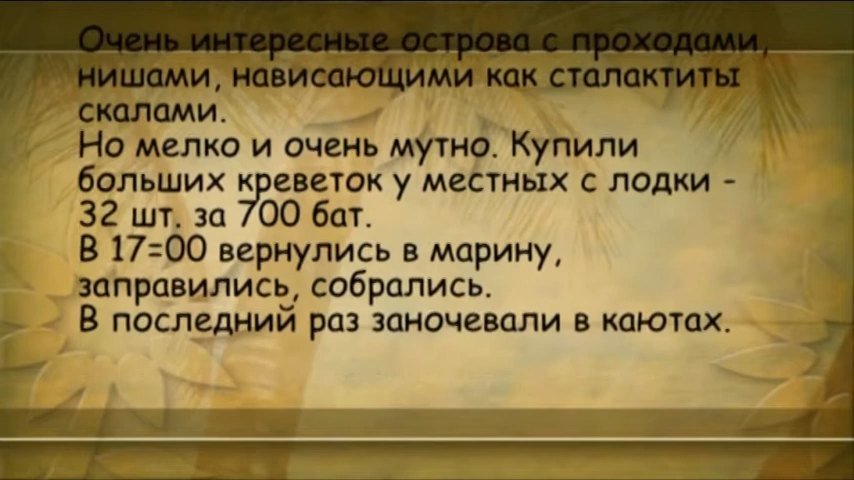 Очень интересные острова с проходами,
нишами, нависающими как сталактиты
скалами.
Но мелко и очень мутно. Купили
больших креветок у местных с лодки -
32 шт. за 700 бат.
В 17=00 вернулись в марину,
заправились, собрались.
В последний раз заночевали в каютах.